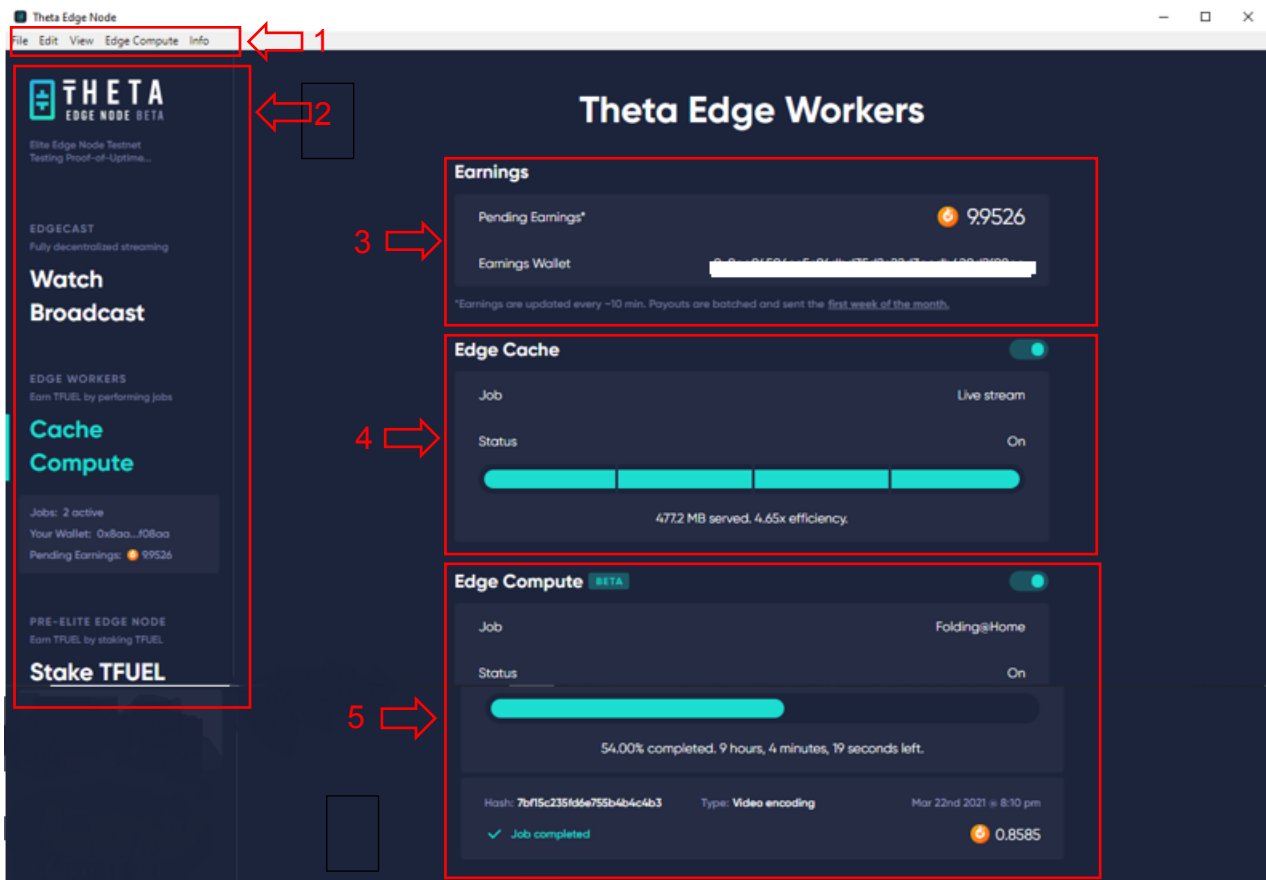 Theta Edge Node
File Edit View Edge Compute Info
1
THETA
EDGE NODE BETA
2
Elite Edge Node Testnet
Testing Proof-of-Uptime...
EDGECAST
Fully decentralized streaming
Watch
Broadcast
EDGE WORKERS
Earn TFUEL by performing jobs
Cache
Compute
Jobs: 2 active
Your Wallet: 0x8aa...f08aa
Pending Earnings: 9.9526
PRE-ELITE EDGE NODE
Earn TFUEL by staking TFUEL
Stake TFUEL
Theta Edge Workers
Earnings
3
Pending Earnings* 9.9526
Earnings Wallet
*Earnings are updated every ~10 min. Payouts are batched and sent the first week of the month.
Edge Cache
4
Job Live stream
Status On
477.2 MB served. 4.65x efficiency.
Edge Compute BETA
5
Job Folding@Home
Status On
54.00% completed. 9 hours, 4 minutes, 19 seconds left.
Hash: 7bf15c235fd6e755b4b4c4b3 Type: Video encoding Mar 22nd 2021 @ 8:10 pm
Job completed 0.8585